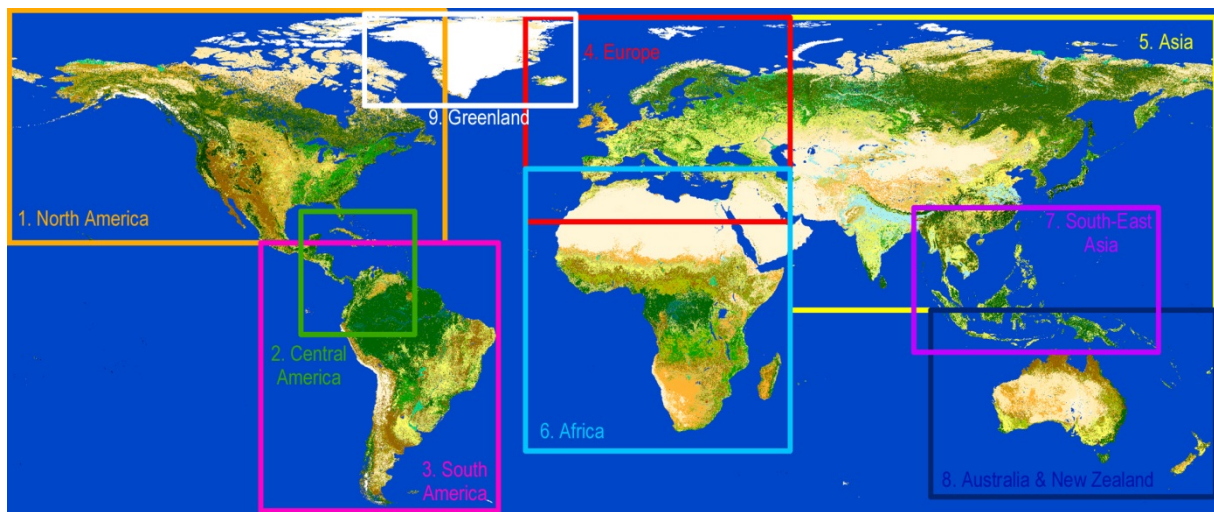 1. North America
2. Central
America
3. South
America
4. Europe
5. Asia
6. Africa
7. South-East
Asia
8. Australia & New Zealand
9. Greenland